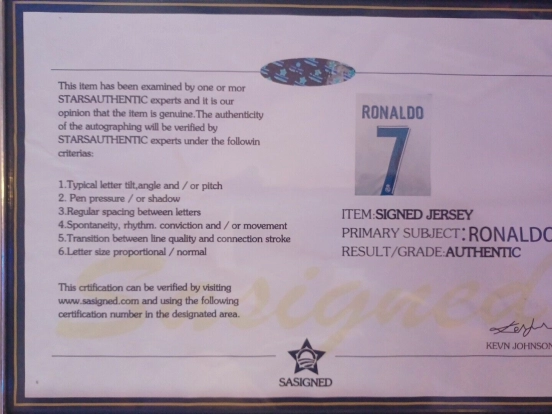 This item has been examined by one or mor
STARSAUTHENTIC experts and it is our
opinion that the item is genuine.The authenticity
of the autographing will be verified by
STARSAUTHENTIC experts under the followin
criterias:
1.Typical letter tilt,angle and / or pitch
2. Pen pressure / or shadow
3.Regular spacing between letters
4.Spontaneity, rhythm. conviction and / or movement
5.Transition between line quality and connection stroke
6.Letter size proportional / normal
This crtification can be verified by visiting
www.sasigned.com and using the following
certification number in the designated area.
RONALDO
7
ITEM:SIGNED JERSEY
PRIMARY SUBJECT:RONALDO
RESULT/GRADE:AUTHENTIC
Sasigned
KEVN JOHNSON
SASIGNED